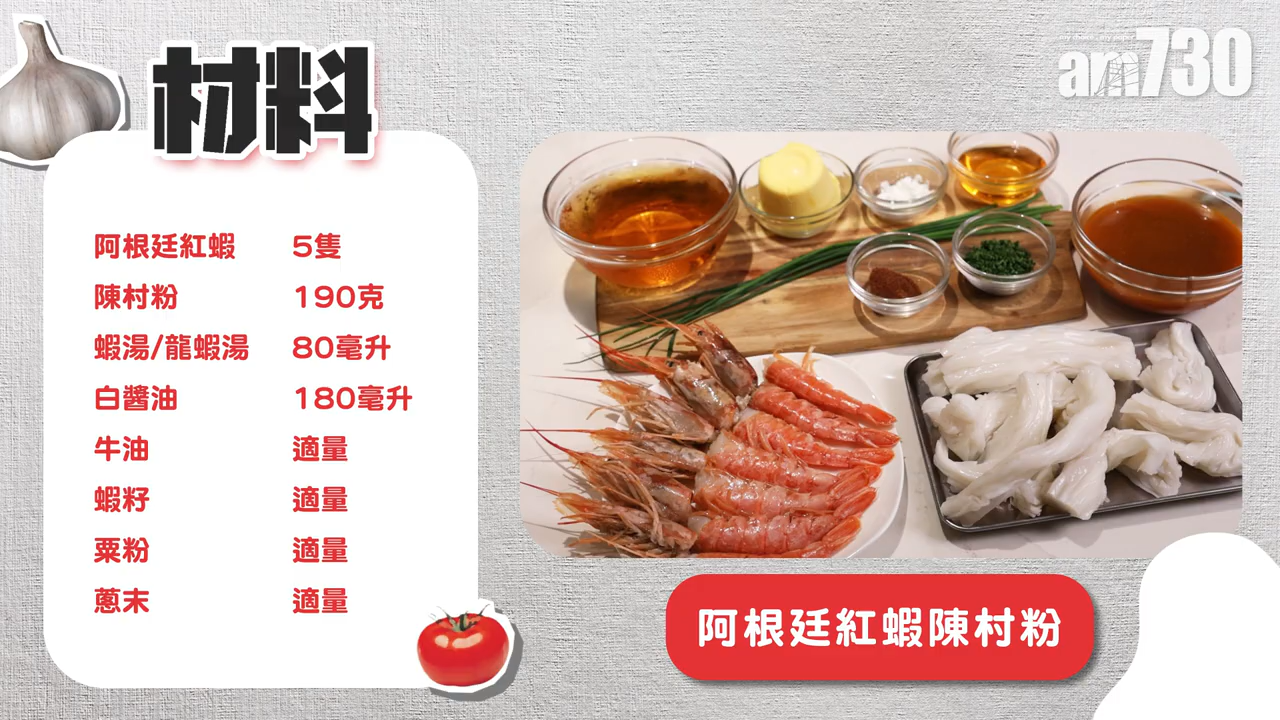 材料
am730
阿根廷紅蝦 5隻
陳村粉 190克
蝦湯/龍蝦湯 80毫升
白醬油 180毫升
牛油 適量
蝦籽 適量
粟粉 適量
蔥末 適量
阿根廷紅蝦陳村粉